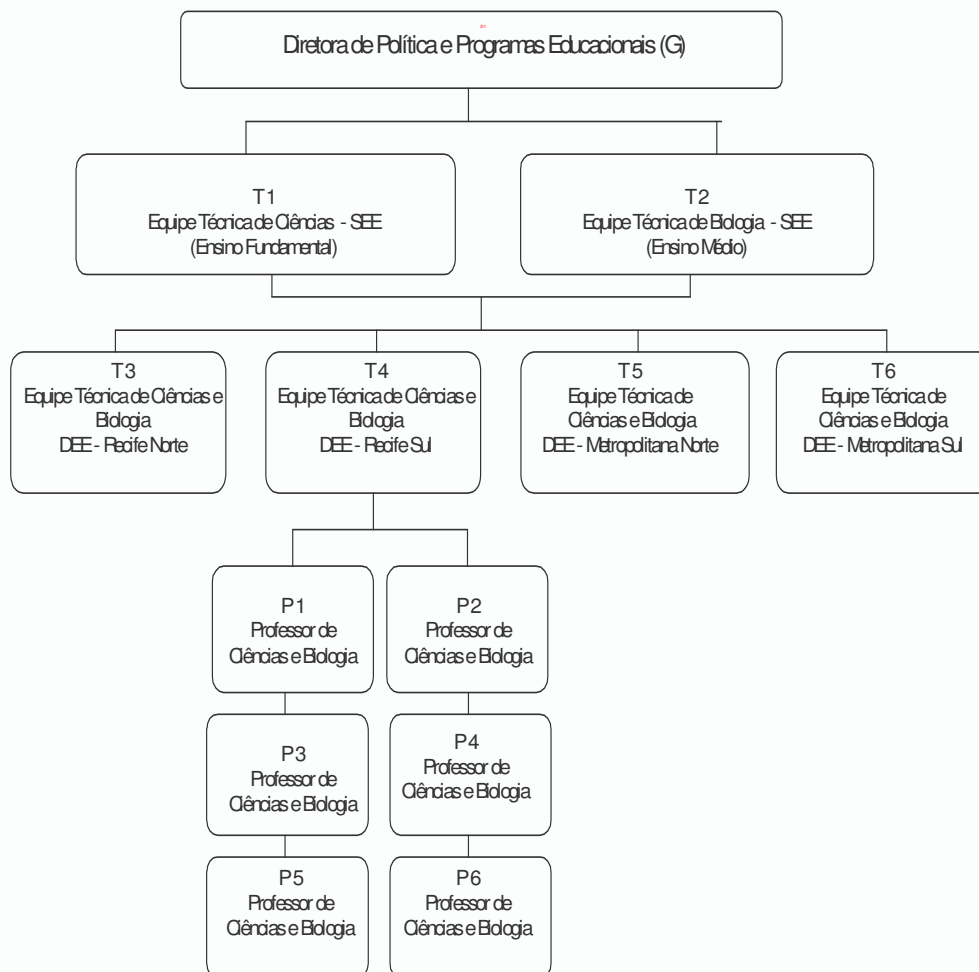 Diretora de Política e Programas Educacionais (G)
T1
Equipe Técnica de Ciências - SEE
(Ensino Fundamental)
T2
Equipe Técnica de Biologia - SEE
(Ensino Médio)
T3
Equipe Técnica de Ciências e
Biologia
DEE - Recife Norte
T4
Equipe Técnica de Ciências e
Biologia
DEE - Recife Sul
T5
Equipe Técnica de
Ciências e Biologia
DEE - Metropolitana Norte
T6
Equipe Técnica de
Ciências e Biologia
DEE - Metropolitana Sul
P1
Professor de
Ciências e Biologia
P2
Professor de
Ciências e Biologia
P3
Professor de
Ciências e Biologia
P4
Professor de
Ciências e Biologia
P5
Professor de
Ciências e Biologia
P6
Professor de
Ciências e Biologia